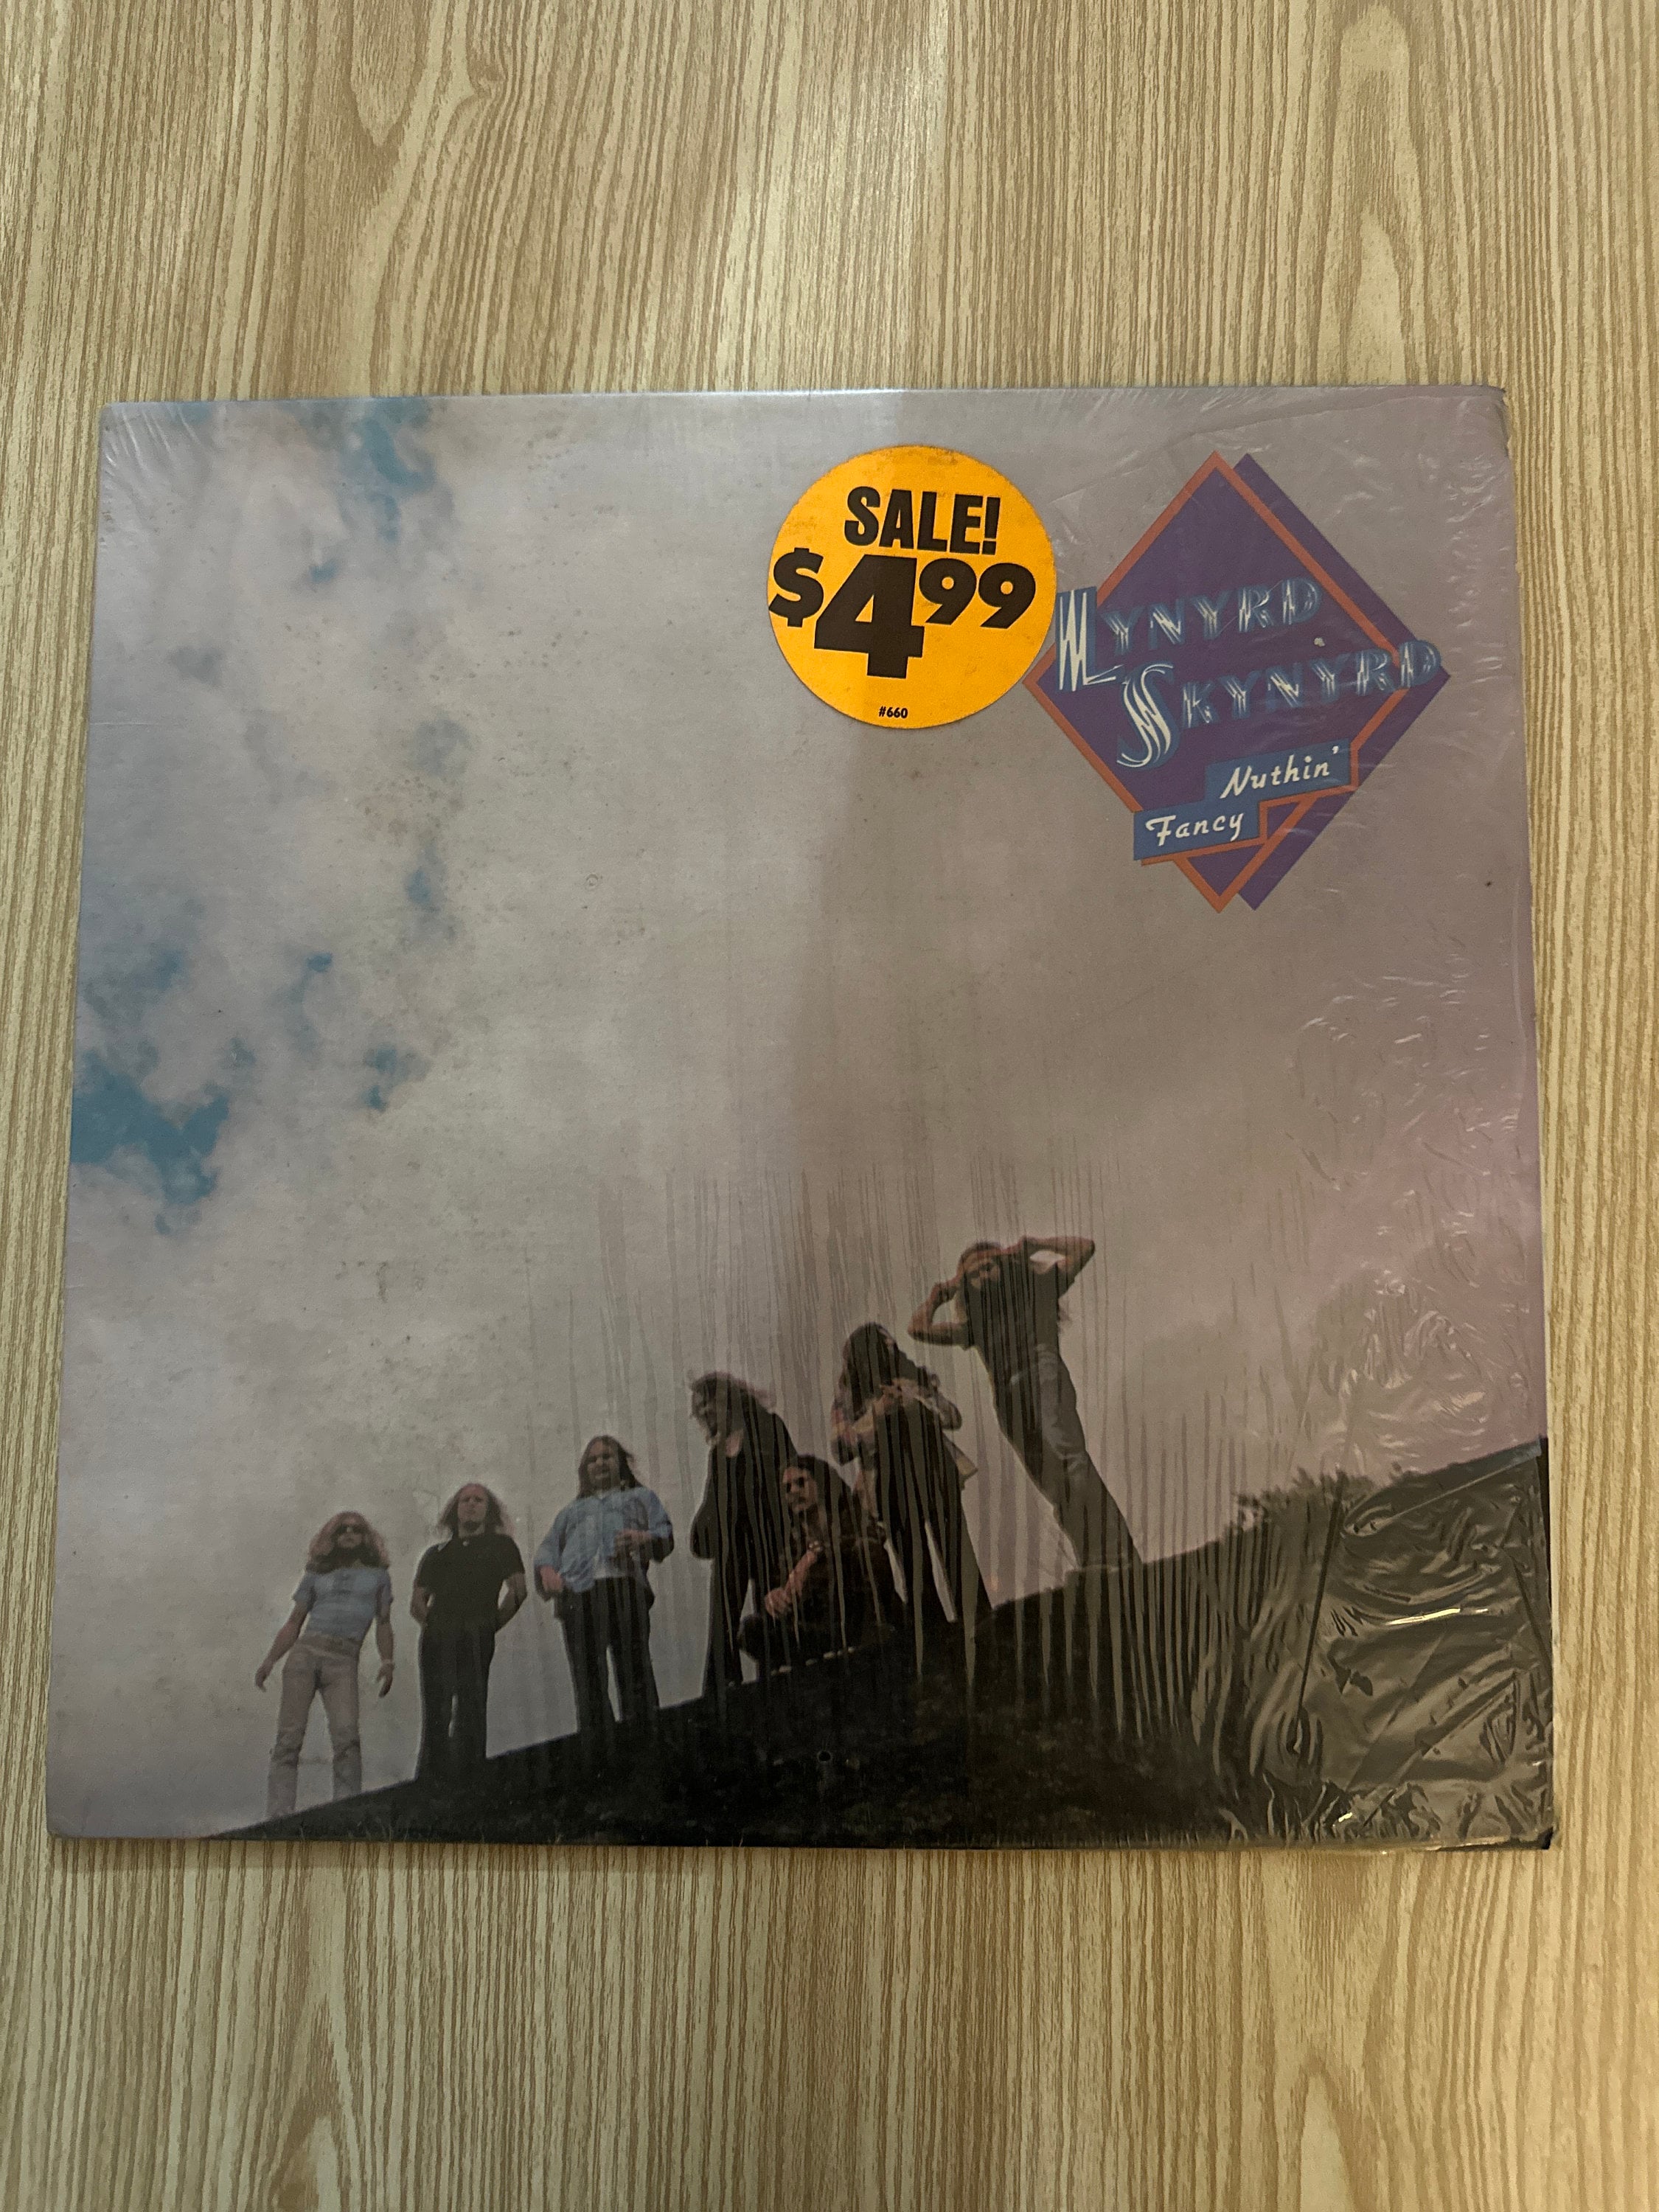 SALE!
$4.99
#660
LYNYRD
SKYNYRD
Nuthin'
Fancy